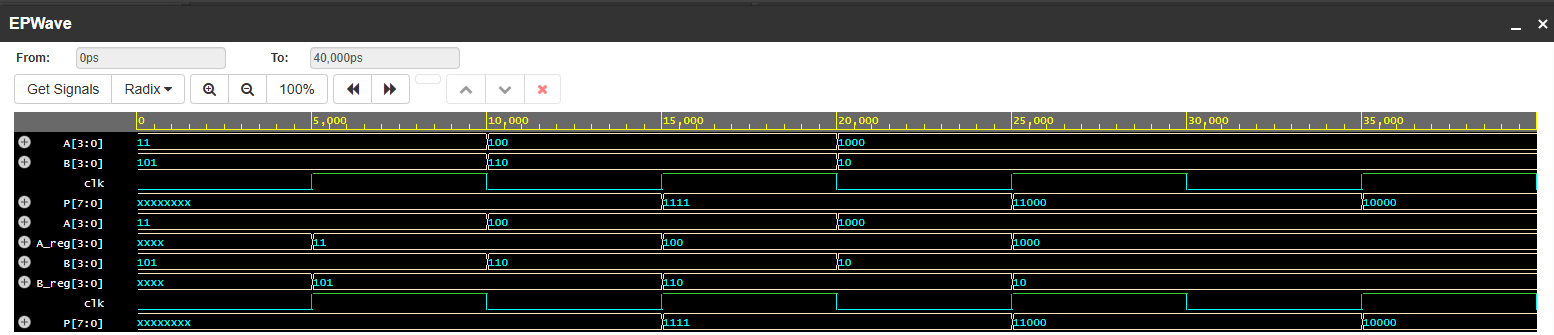 EPWave
From: 0ps To: 40,000ps
Get Signals Radix 100%
0 5,000 10,000 15,000 20,000 25,000 30,000 35,000
A[3:0] 11 100 1000
B[3:0] 101 110 10
clk
P[7:0] xxxxxxxx 1111 11000 10000
A[3:0] 11 100 1000
A_reg[3:0] xxxx 11 100 1000
B[3:0] 101 110 10
B_reg[3:0] xxxx 101 110 10
clk
P[7:0] xxxxxxxx 1111 11000 10000